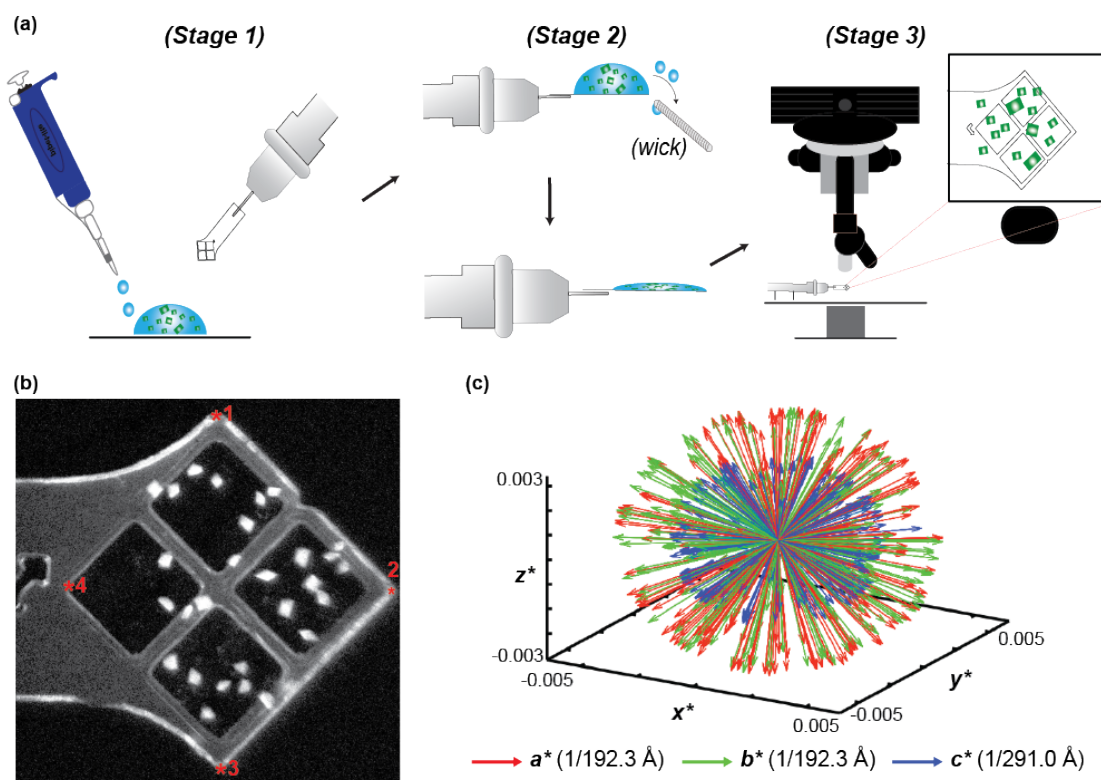 (a)
(Stage 1)
(Stage 2)
(Stage 3)
(wick)
(b)
*1
2
*
*4
*3
(c)
0.003
z*
-0.003
-0.005
x*
0.005
-0.005
y*
0.005
a* (1/192.3 Å)
b* (1/192.3 Å)
c* (1/291.0 Å)